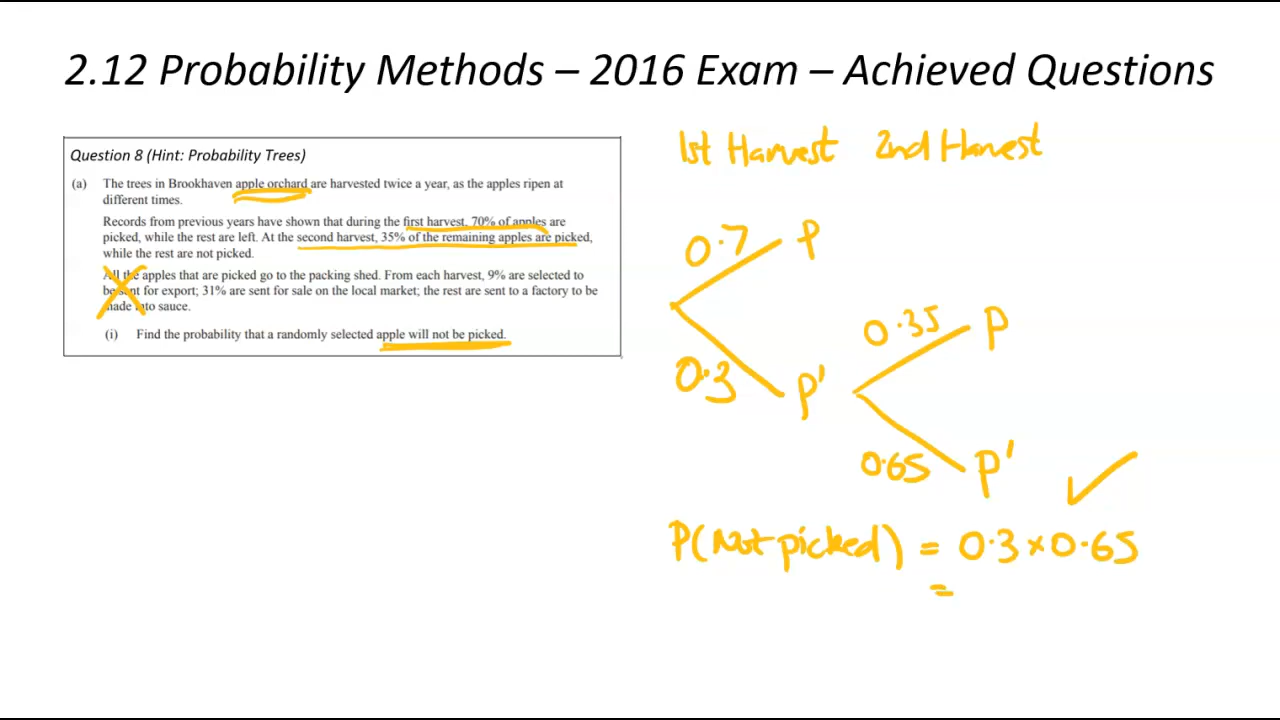 2.12 Probability Methods – 2016 Exam – Achieved Questions
Question 8 (Hint: Probability Trees)
(a) The trees in Brookhaven apple orchard are harvested twice a year, as the apples ripen at
different times.
Records from previous years have shown that during the first harvest, 70% of apples are
picked, while the rest are left. At the second harvest, 35% of the remaining apples are picked,
while the rest are not picked.
All the apples that are picked go to the packing shed. From each harvest, 9% are selected to
be sent for export; 31% are sent for sale on the local market; the rest are sent to a factory to be
made into sauce.
(i) Find the probability that a randomly selected apple will not be picked.
1st Harvest 2nd Harvest
0.7 P
0.35 P
0.3 P'
0.65 P'
P(Not picked) = 0.3 × 0.65
=